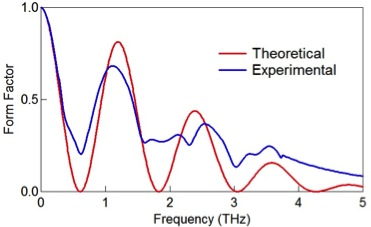 1.0
Theoretical
Experimental
Form Factor
0.5
0.0
0 1 2 3 4 5
Frequency (THz)